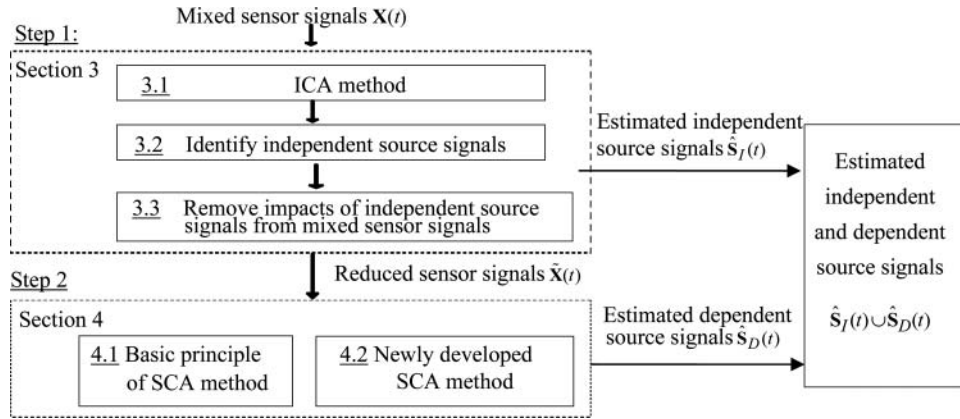 Mixed sensor signals X(t)
Step 1:
Section 3
3.1 ICA method
3.2 Identify independent source signals
3.3 Remove impacts of independent source
signals from mixed sensor signals
Estimated independent
source signals Ŝ_I(t)
Reduced sensor signals X̃(t)
Step 2
Section 4
4.1 Basic principle
of SCA method
4.2 Newly developed
SCA method
Estimated dependent
source signals Ŝ_D(t)
Estimated
independent
and dependent
source signals
Ŝ_I(t)∪Ŝ_D(t)